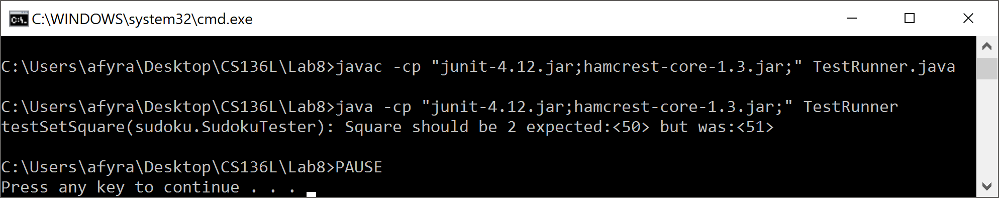 C:\WINDOWS\system32\cmd.exe
C:\Users\afyra\Desktop\CS136L\Lab8>javac -cp "junit-4.12.jar;hamcrest-core-1.3.jar;" TestRunner.java
C:\Users\afyra\Desktop\CS136L\Lab8>java -cp "junit-4.12.jar;hamcrest-core-1.3.jar;" TestRunner
testSetSquare(sudoku.SudokuTester): Square should be 2 expected:<50> but was:<51>
C:\Users\afyra\Desktop\CS136L\Lab8>PAUSE
Press any key to continue . . .